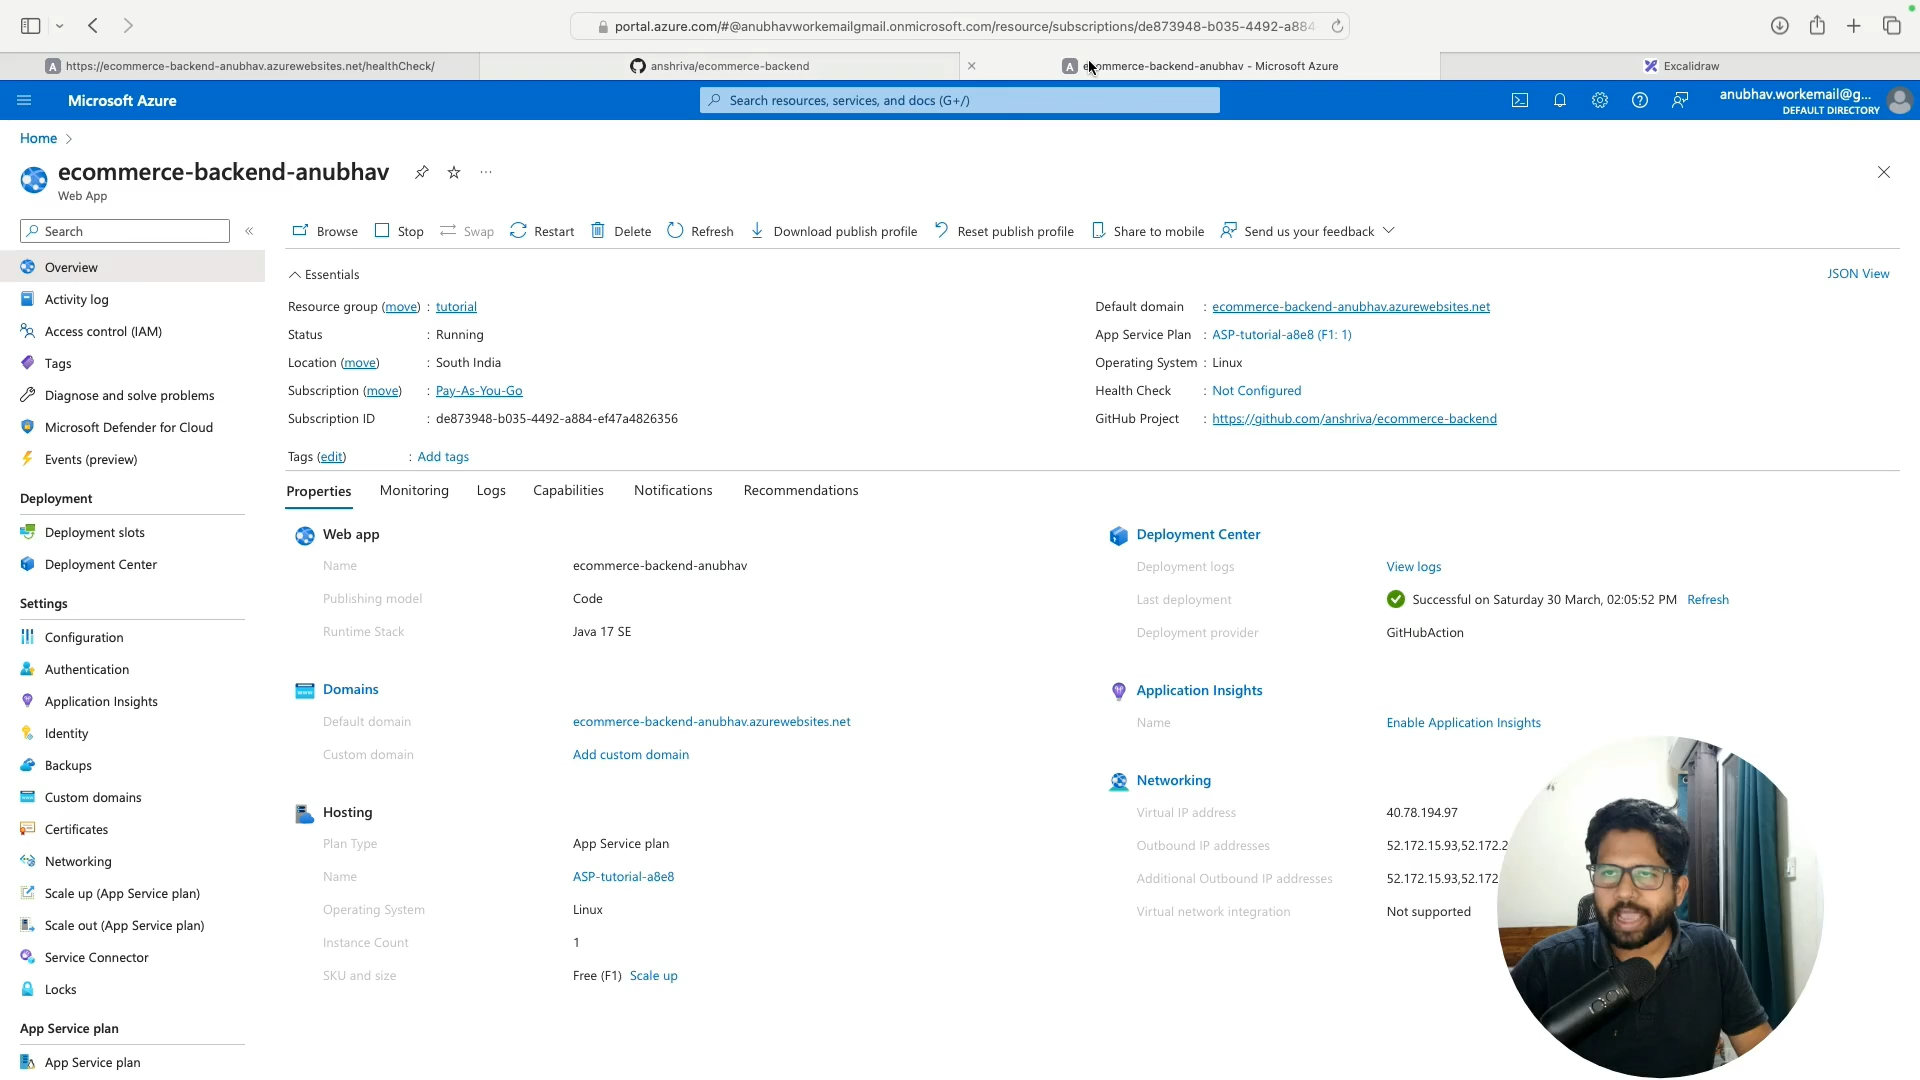 portal.azure.com/#@anubhavworkemailgmail.onmicrosoft.com/resource/subscriptions/de873948-b035-4492-a884
https://ecommerce-backend-anubhav.azurewebsites.net/healthCheck/
anshriva/ecommerce-backend
ecommerce-backend-anubhav - Microsoft Azure
Excalidraw
Microsoft Azure
Search resources, services, and docs (G+/)
anubhav.workemail@g...
DEFAULT DIRECTORY
Home
ecommerce-backend-anubhav
Web App
Search
Browse Stop Swap Restart Delete Refresh Download publish profile Reset publish profile Share to mobile Send us your feedback
Overview
Activity log
Access control (IAM)
Tags
Diagnose and solve problems
Microsoft Defender for Cloud
Events (preview)
Deployment
Deployment slots
Deployment Center
Settings
Configuration
Authentication
Application Insights
Identity
Backups
Custom domains
Certificates
Networking
Scale up (App Service plan)
Scale out (App Service plan)
Service Connector
Locks
App Service plan
App Service plan
Essentials
JSON View
Resource group (move) : tutorial
Status : Running
Location (move) : South India
Subscription (move) : Pay-As-You-Go
Subscription ID : de873948-b035-4492-a884-ef47a4826356
Default domain : ecommerce-backend-anubhav.azurewebsites.net
App Service Plan : ASP-tutorial-a8e8 (F1: 1)
Operating System : Linux
Health Check : Not Configured
GitHub Project : https://github.com/anshriva/ecommerce-backend
Tags (edit) : Add tags
Properties Monitoring Logs Capabilities Notifications Recommendations
Web app
Name ecommerce-backend-anubhav
Publishing model Code
Runtime Stack Java 17 SE
Domains
Default domain ecommerce-backend-anubhav.azurewebsites.net
Custom domain Add custom domain
Hosting
Plan Type App Service plan
Name ASP-tutorial-a8e8
Operating System Linux
Instance Count 1
SKU and size Free (F1) Scale up
Deployment Center
Deployment logs View logs
Last deployment Successful on Saturday 30 March, 02:05:52 PM Refresh
Deployment provider GitHubAction
Application Insights
Name Enable Application Insights
Networking
Virtual IP address 40.78.194.97
Outbound IP addresses 52.172.15.93,52.172.2
Additional Outbound IP addresses 52.172.15.93,52.172
Virtual network integration Not supported